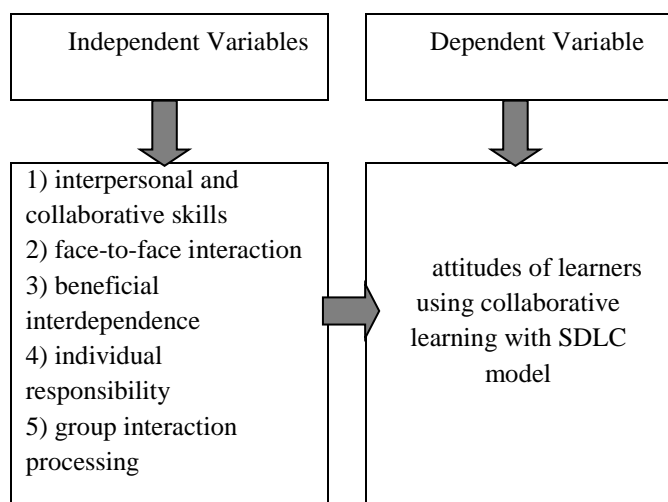 Independent Variables
Dependent Variable
1) interpersonal and
collaborative skills
2) face-to-face interaction
3) beneficial
interdependence
4) individual
responsibility
5) group interaction
processing
attitudes of learners
using collaborative
learning with SDLC
model